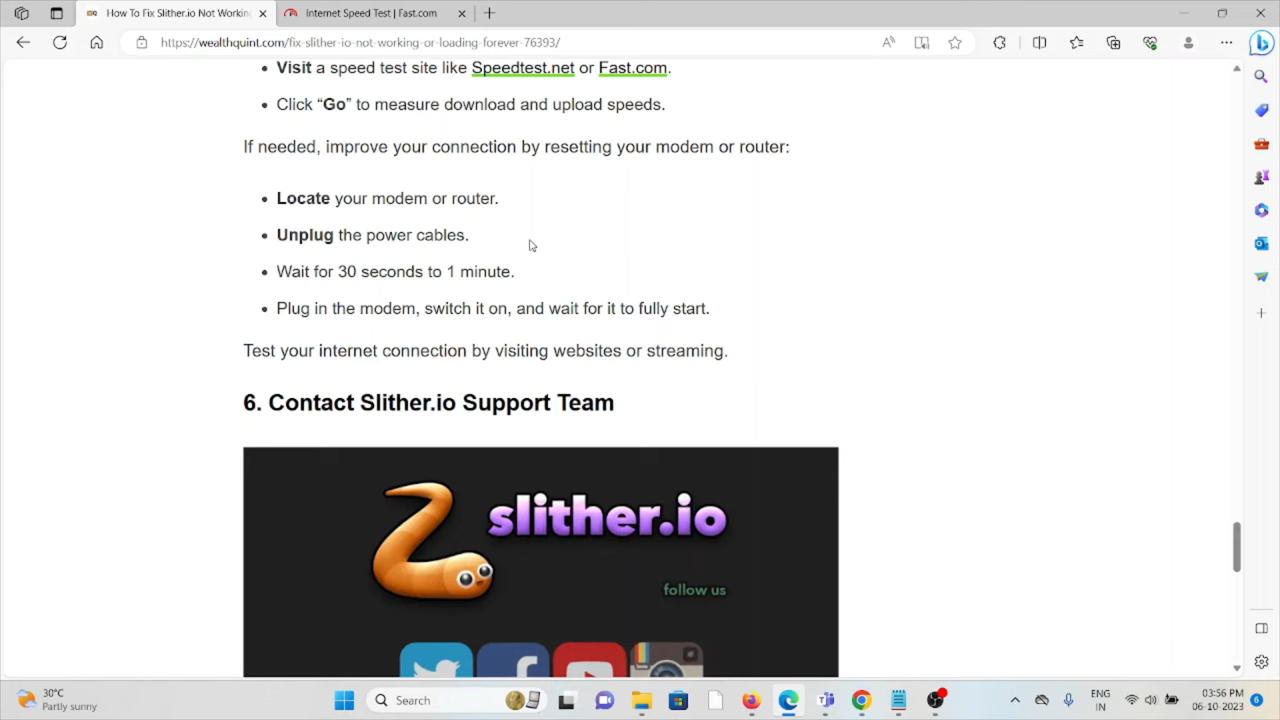 How To Fix Slither.io Not Workin
Internet Speed Test | Fast.com
https://wealthquint.com/fix-slither-io-not-working-or-loading-forever-76393/
• Visit a speed test site like Speedtest.net or Fast.com.
• Click “Go” to measure download and upload speeds.
If needed, improve your connection by resetting your modem or router:
• Locate your modem or router.
• Unplug the power cables.
• Wait for 30 seconds to 1 minute.
• Plug in the modem, switch it on, and wait for it to fully start.
Test your internet connection by visiting websites or streaming.
6. Contact Slither.io Support Team
slither.io
follow us
30°C
Partly sunny
Search
ENG
IN
03:56 PM
06-10-2023
6